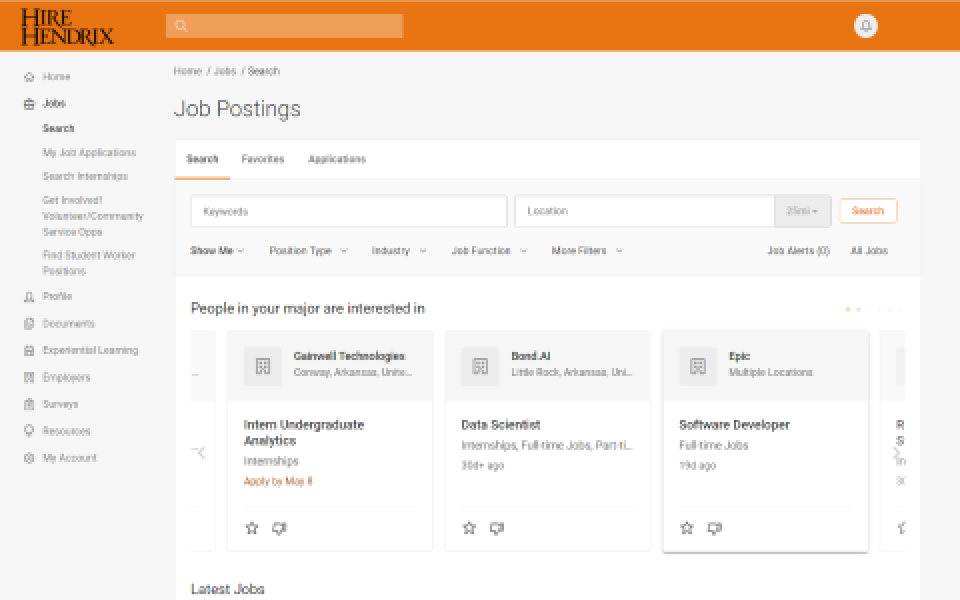 HIRE
HENDRIX
Home
Jobs
Search
My Job Applications
Search Internships
Get Involved!
Volunteer/Community
Service Opps
Find Student Worker
Positions
Profile
Documents
Experiential Learning
Employers
Surveys
Resources
My Account
Home / Jobs / Search
Job Postings
Search Favorites Applications
Keywords Location 25mi Search
Show Me Position Type Industry Job Function More Filters Job Alerts (0) All Jobs
People in your major are interested in
Gainwell Technologies
Conway, Arkansas, Unite...
Intern Undergraduate
Analytics
Internships
Apply by May 8
Bond.AI
Little Rock, Arkansas, Uni...
Data Scientist
Internships, Full-time Jobs, Part-ti...
30d+ ago
Epic
Multiple Locations
Software Developer
Full-time Jobs
19d ago
R
S
In
30
Latest Jobs